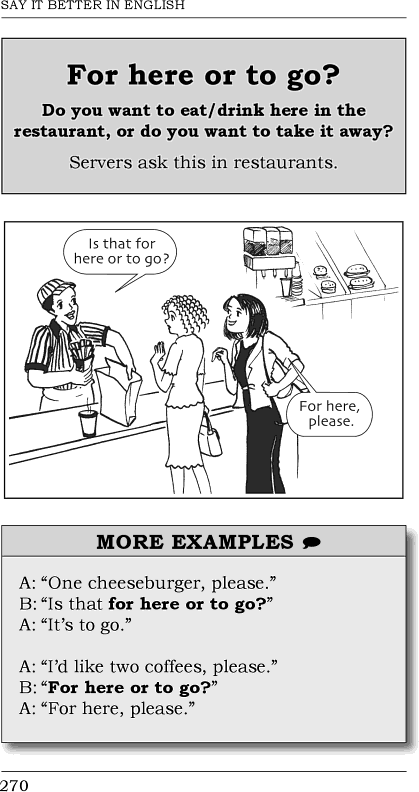 SAY IT BETTER IN ENGLISH
For here or to go?
Do you want to eat/drink here in the
restaurant, or do you want to take it away?
Servers ask this in restaurants.
Is that for
here or to go?
For here,
please.
MORE EXAMPLES
A: “One cheeseburger, please.”
B: “Is that for here or to go?”
A: “It’s to go.”
A: “I’d like two coffees, please.”
B: “For here or to go?”
A: “For here, please.”
270